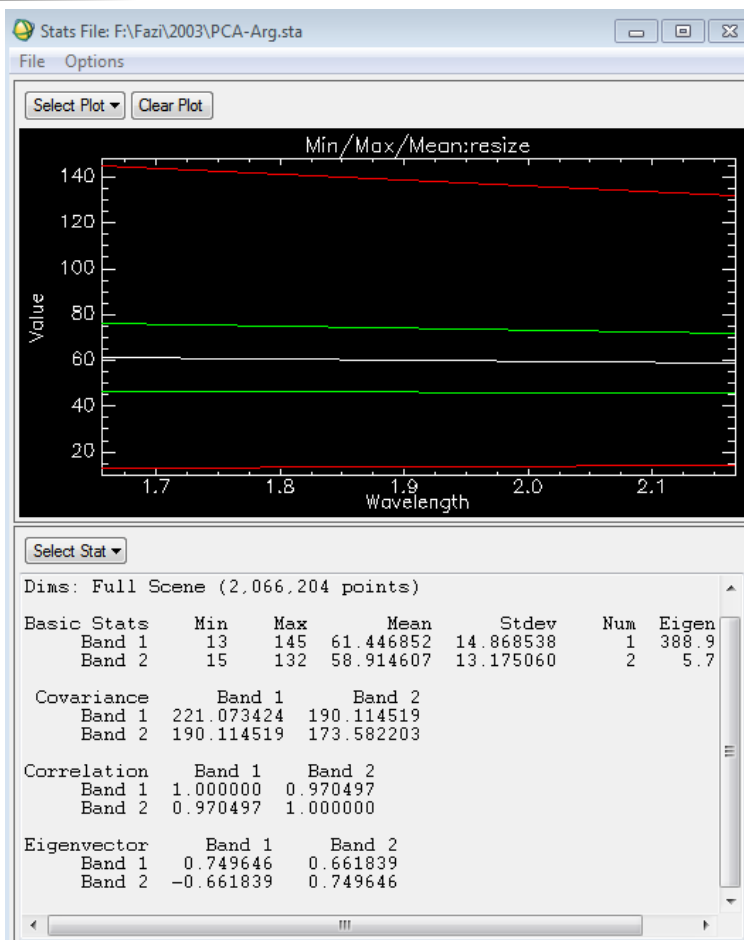 Stats File: F:\Fazi\2003\PCA-Arg.sta
File Options
Select Plot Clear Plot
Min/Max/Mean:resize
140
120
100
80
60
40
20
Value
1.7 1.8 1.9 2.0 2.1
Wavelength
Select Stat
Dims: Full Scene (2,066,204 points)
Basic Stats Min Max Mean Stdev Num Eigen
Band 1 13 145 61.446852 14.868538 1 388.9
Band 2 15 132 58.914607 13.175060 2 5.7
Covariance Band 1 Band 2
Band 1 221.073424 190.114519
Band 2 190.114519 173.582203
Correlation Band 1 Band 2
Band 1 1.000000 0.970497
Band 2 0.970497 1.000000
Eigenvector Band 1 Band 2
Band 1 0.749646 0.661839
Band 2 -0.661839 0.749646